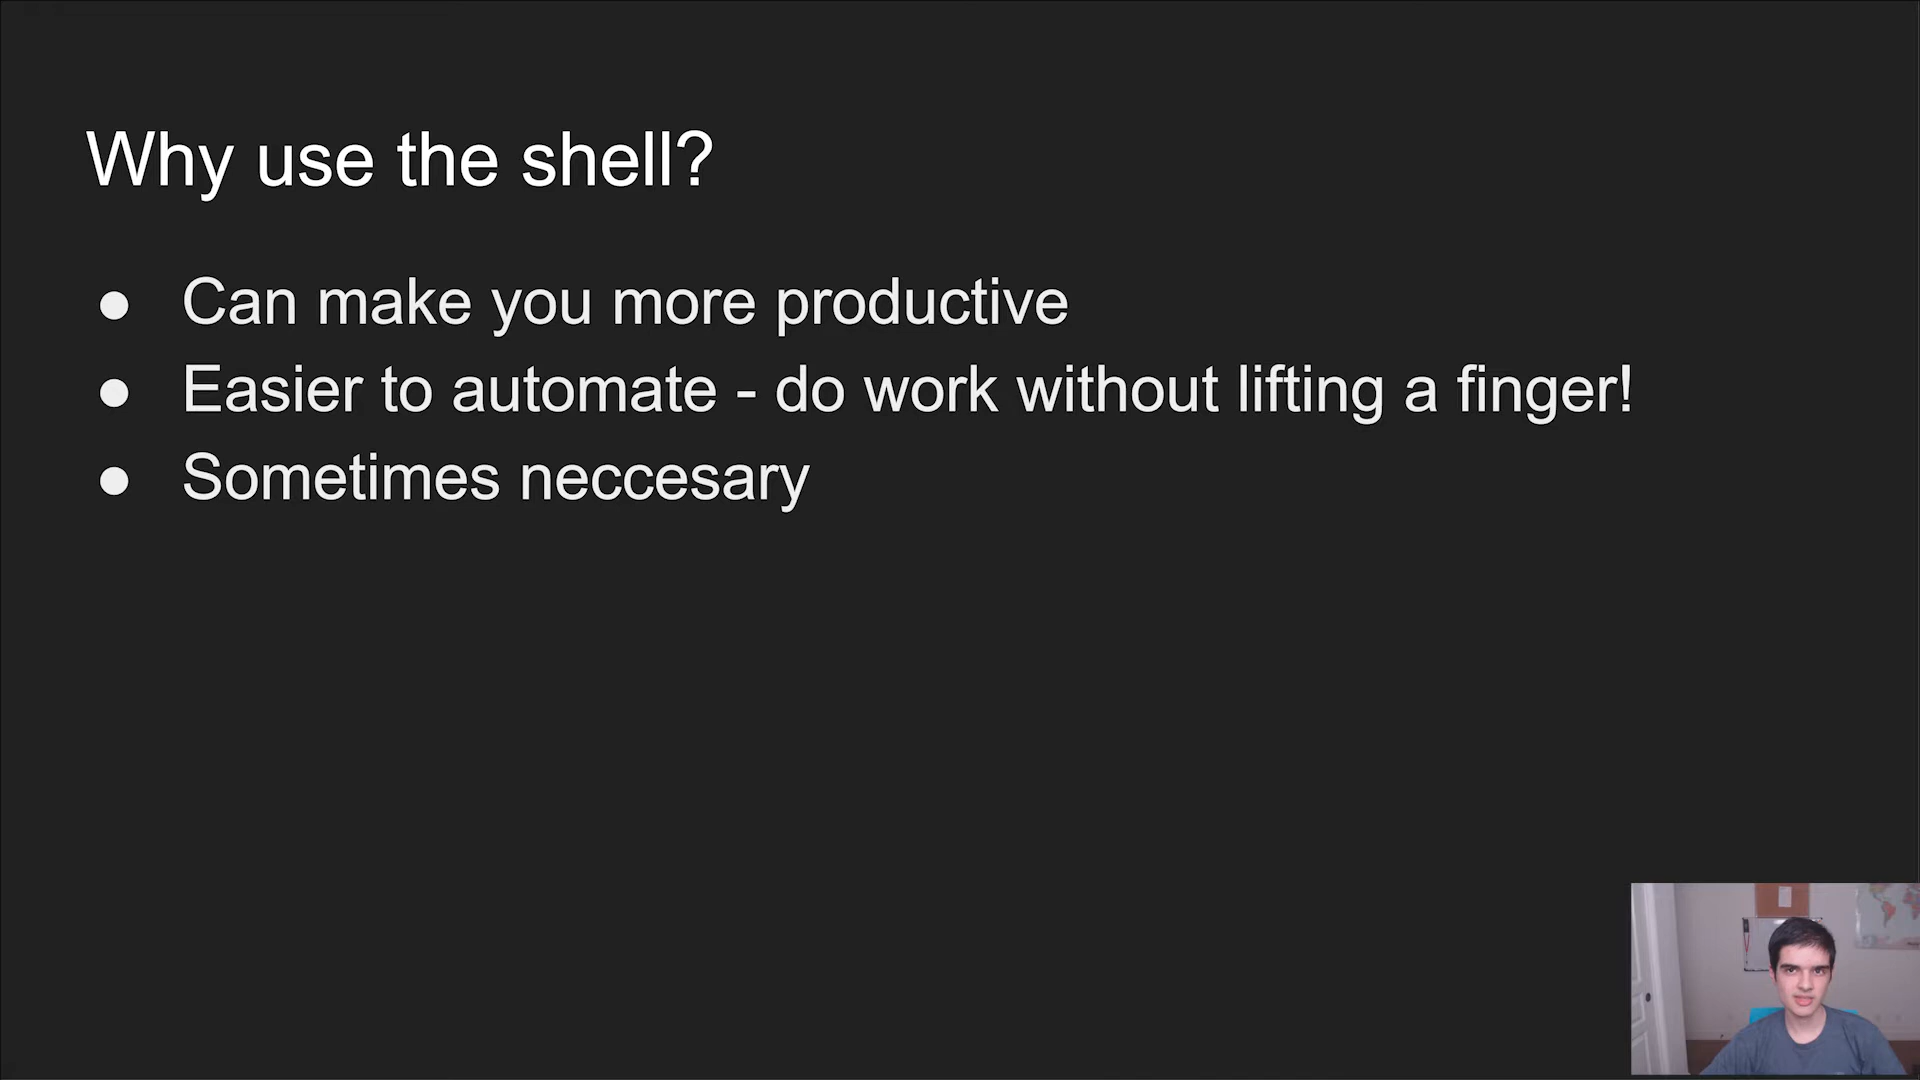 Why use the shell?
● Can make you more productive
● Easier to automate - do work without lifting a finger!
● Sometimes neccesary